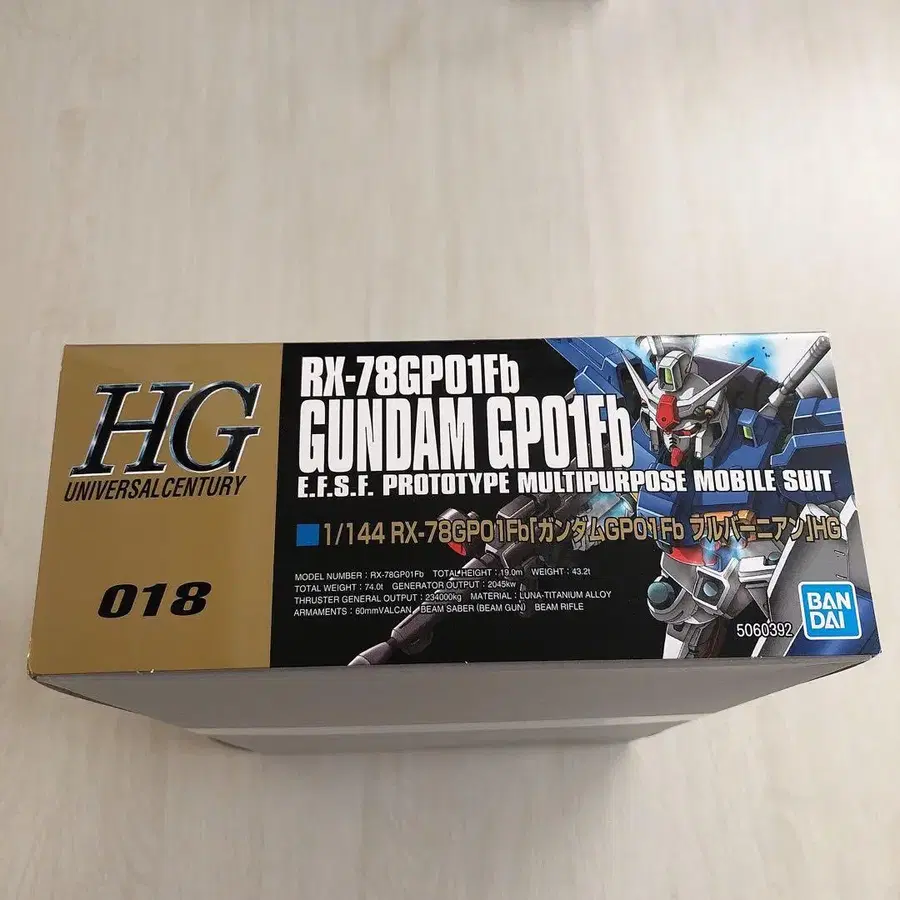 HG
UNIVERSAL CENTURY
018
RX-78GP01Fb
GUNDAM GP01Fb
E.F.S.F. PROTOTYPE MULTIPURPOSE MOBILE SUIT
1/144 RX-78GP01Fb「ガンダムGP01Fb フルバーニアン」HG
MODEL NUMBER : RX-78GP01Fb TOTAL HEIGHT : 19.0m WEIGHT : 43.2t
TOTAL WEIGHT : 74.0t GENERATOR OUTPUT : 2045kw
THRUSTER GENERAL OUTPUT : 234000kg MATERIAL : LUNA-TITANIUM ALLOY
ARMAMENTS : 60mmVALCAN BEAM SABER (BEAM GUN) BEAM RIFLE
5060392
BAN
DAI